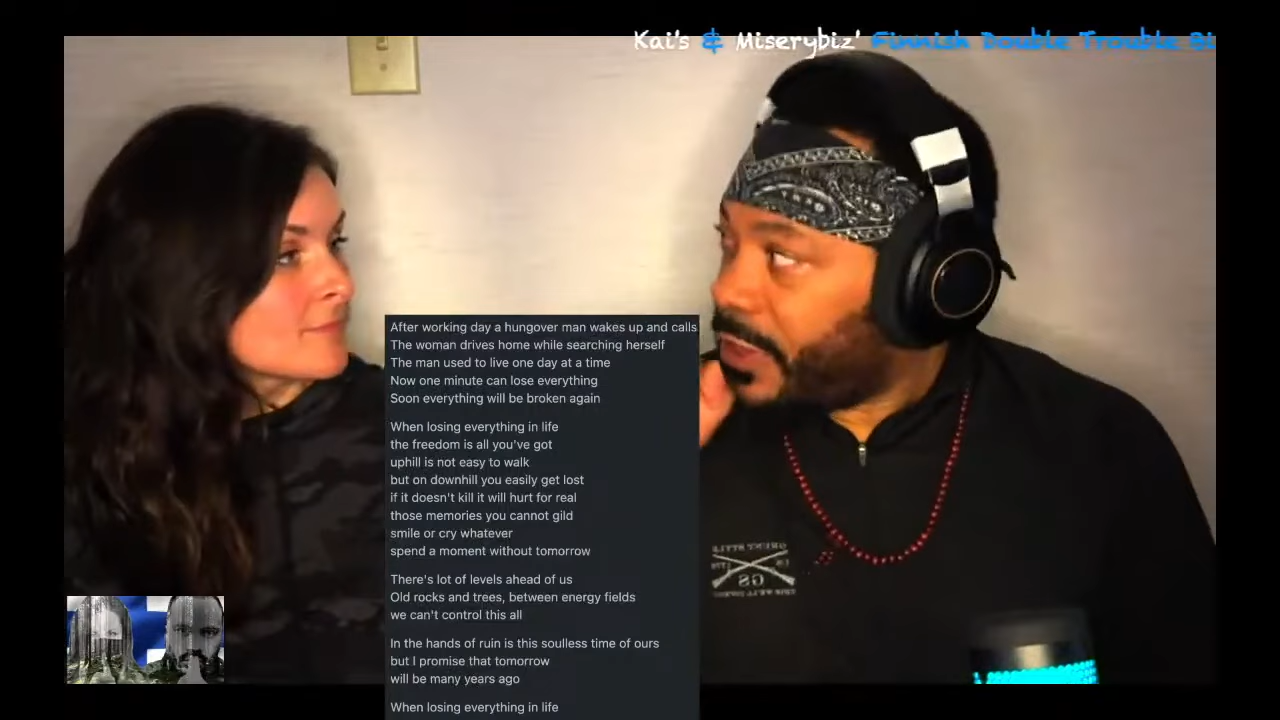 Kai's & Miserybiz' Finnish Double Trouble Bl
After working day a hungover man wakes up and calls
The woman drives home while searching herself
The man used to live one day at a time
Now one minute can lose everything
Soon everything will be broken again
When losing everything in life
the freedom is all you've got
uphill is not easy to walk
but on downhill you easily get lost
if it doesn't kill it will hurt for real
those memories you cannot gild
smile or cry whatever
spend a moment without tomorrow
There's lot of levels ahead of us
Old rocks and trees, between energy fields
we can't control this all
In the hands of ruin is this soulless time of ours
but I promise that tomorrow
will be many years ago
When losing everything in life
GRUNT STYLE
GS